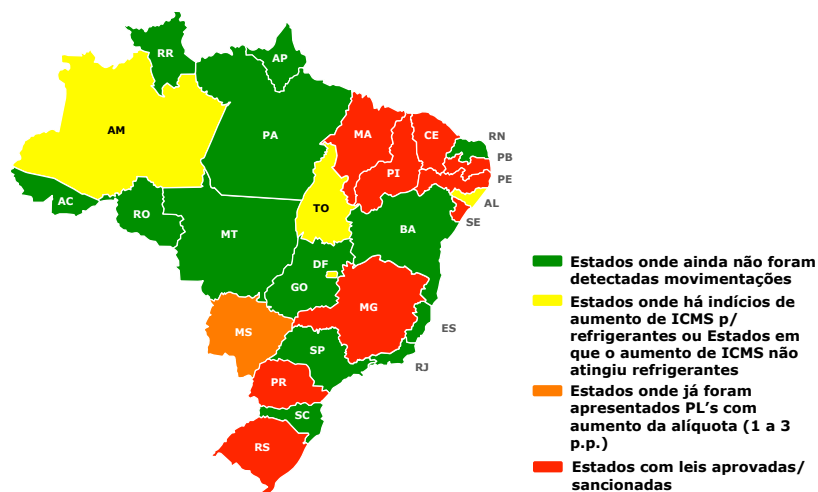 RR
AP
AM
PA
MA
CE
RN
PB
PI
PE
AC
TO
AL
RO
SE
MT
BA
DF
GO
MG
MS
ES
SP
RJ
PR
SC
RS
Estados onde ainda não foram
detectadas movimentações
Estados onde há indícios de
aumento de ICMS p/
refrigerantes ou Estados em
que o aumento de ICMS não
atingiu refrigerantes
Estados onde já foram
apresentados PL’s com
aumento da alíquota (1 a 3
p.p.)
Estados com leis aprovadas/
sancionadas